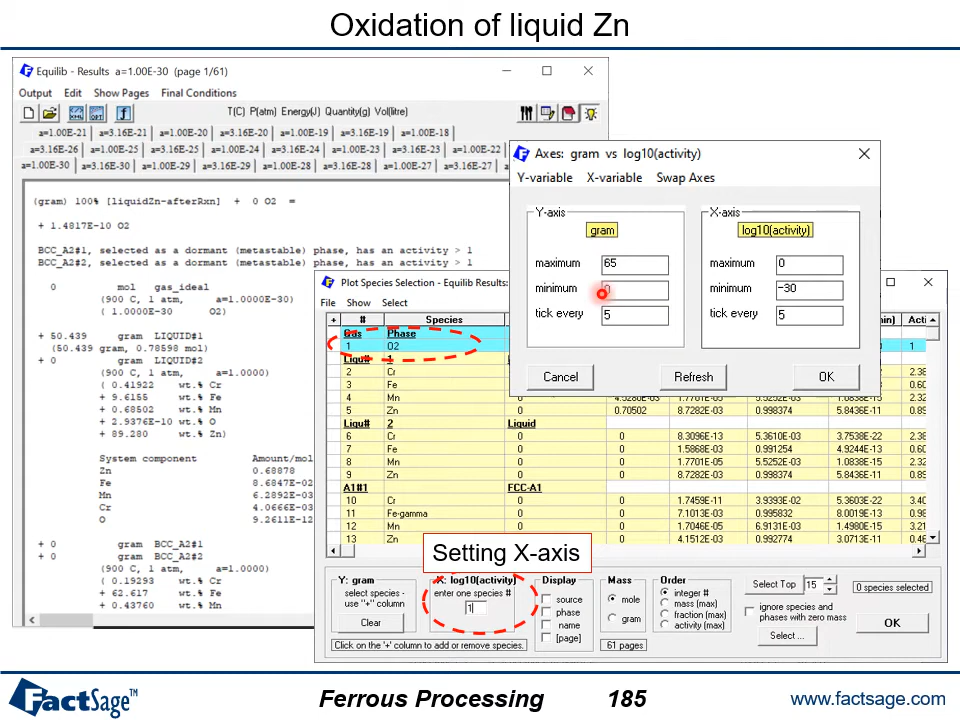 Oxidation of liquid Zn
Equilib - Results  a=1.00E-30  (page 1/61)
Output  Edit  Show Pages  Final Conditions
T(C) P(atm) Energy(J) Quantity(g) Vol(litre)
a=1.00E-21 | a=3.16E-21 | a=1.00E-20 | a=3.16E-20 | a=1.00E-19 | a=3.16E-19 | a=1.00E-18 |
a=3.16E-26 | a=1.00E-25 | a=3.16E-25 | a=1.00E-24 | a=3.16E-24 | a=1.00E-23 | a=3.16E-23 | a=1.00E-22
a=1.00E-30 | a=3.16E-30 | a=1.00E-29 | a=3.16E-29 | a=1.00E-28 | a=3.16E-28 | a=1.00E-27 | a=3.16E-27
(gram) 100% [liquidZn-afterRxn] + 0 O2 =
+ 1.4817E-10 O2
BCC_A2#1, selected as a dormant (metastable) phase, has an activity > 1
BCC_A2#2, selected as a dormant (metastable) phase, has an activity > 1
0 mol gas_ideal
(900 C, 1 atm, a=1.0000E-30)
( 1.0000E-30 O2)
+ 50.439 gram LIQUID#1
(50.439 gram, 0.78598 mol)
+ 0 gram LIQUID#2
(900 C, 1 atm, a=1.0000)
( 0.41922 wt.% Cr
+ 9.6155 wt.% Fe
+ 0.68502 wt.% Mn
+ 2.9376E-10 wt.% O
+ 89.280 wt.% Zn)
System component Amount/mol
Zn 0.68878
Fe 8.6847E-02
Mn 6.2892E-03
Cr 4.0666E-03
O 9.2611E-12
+ 0 gram BCC_A2#1
+ 0 gram BCC_A2#2
(900 C, 1 atm, a=1.0000)
( 0.19293 wt.% Cr
+ 62.617 wt.% Fe
+ 0.43760 wt.% Mn
Axes: gram vs log10(activity)
Y-variable  X-variable  Swap Axes
Y-axis
gram
maximum 65
minimum 0
tick every 5
X-axis
log10(activity)
maximum 0
minimum -30
tick every 5
Cancel  Refresh  OK
Plot Species Selection - Equilib Results:
File  Show  Select
+ # Species
Gas Phase
1 O2 1
Liqu# 1
2 Cr
3 Fe
4 Mn
5 Zn 0 0.70502 8.7282E-03 0.998374 5.8436E-11
Liqu# 2 Liquid
6 Cr 0 0 8.3096E-13 5.3610E-03 3.7538E-22
7 Fe 0 0 1.5868E-03 0.991254 4.9244E-13
8 Mn 0 0 1.7701E-05 5.5252E-03 1.0838E-15
9 Zn 0 0 8.7282E-03 0.998374 5.8436E-11
A1#1 FCC-A1
10 Cr 0 0 1.7459E-11 3.9393E-02 5.3603E-22
11 Fe-gamma 0 0 7.1013E-03 0.995832 8.0019E-13
12 Mn 0 0 1.7046E-05 6.9131E-03 1.4980E-15
13 Zn 0 0 4.1512E-03 0.992774 3.0713E-11
Setting X-axis
Y: gram
select species -
use "+" column
Clear
X: log10(activity)
enter one species #
1
Display
source
phase
name
[page]
Mass
mole
gram
Order
integer #
mass (max)
fraction (max)
activity (max)
Select Top 15
ignore species and
phases with zero mass
Select ...
0 species selected
OK
Click on the '+' column to add or remove species.
61 pages
FactSage™
Ferrous Processing
185
www.factsage.com